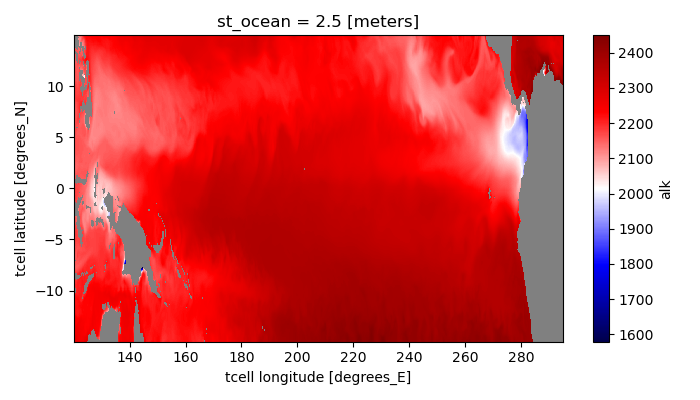 st_ocean = 2.5 [meters]
10
5
0
−5
−10
tcell latitude [degrees_N]
140 160 180 200 220 240 260 280
tcell longitude [degrees_E]
2400
2300
2200
2100
2000
1900
1800
1700
1600
alk